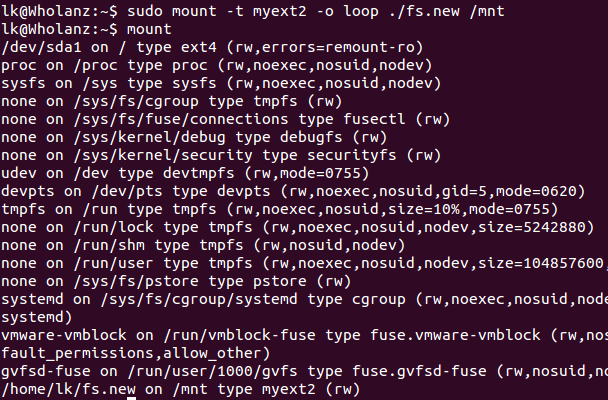 lk@Wholanz:~$ sudo mount -t myext2 -o loop ./fs.new /mnt
lk@Wholanz:~$ mount
/dev/sda1 on / type ext4 (rw,errors=remount-ro)
proc on /proc type proc (rw,noexec,nosuid,nodev)
sysfs on /sys type sysfs (rw,noexec,nosuid,nodev)
none on /sys/fs/cgroup type tmpfs (rw)
none on /sys/fs/fuse/connections type fusectl (rw)
none on /sys/kernel/debug type debugfs (rw)
none on /sys/kernel/security type securityfs (rw)
udev on /dev type devtmpfs (rw,mode=0755)
devpts on /dev/pts type devpts (rw,noexec,nosuid,gid=5,mode=0620)
tmpfs on /run type tmpfs (rw,noexec,nosuid,size=10%,mode=0755)
none on /run/lock type tmpfs (rw,noexec,nosuid,nodev,size=5242880)
none on /run/shm type tmpfs (rw,nosuid,nodev)
none on /run/user type tmpfs (rw,noexec,nosuid,nodev,size=104857600,
none on /sys/fs/pstore type pstore (rw)
systemd on /sys/fs/cgroup/systemd type cgroup (rw,noexec,nosuid,node
systemd)
vmware-vmblock on /run/vmblock-fuse type fuse.vmware-vmblock (rw,nos
fault_permissions,allow_other)
gvfsd-fuse on /run/user/1000/gvfs type fuse.gvfsd-fuse (rw,nosuid,no
/home/lk/fs.new on /mnt type myext2 (rw)